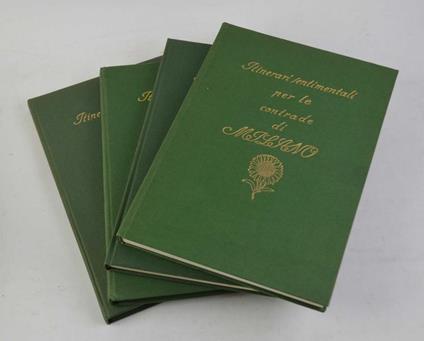 Itinerari sentimentali
per le
contrade
di
MILANO